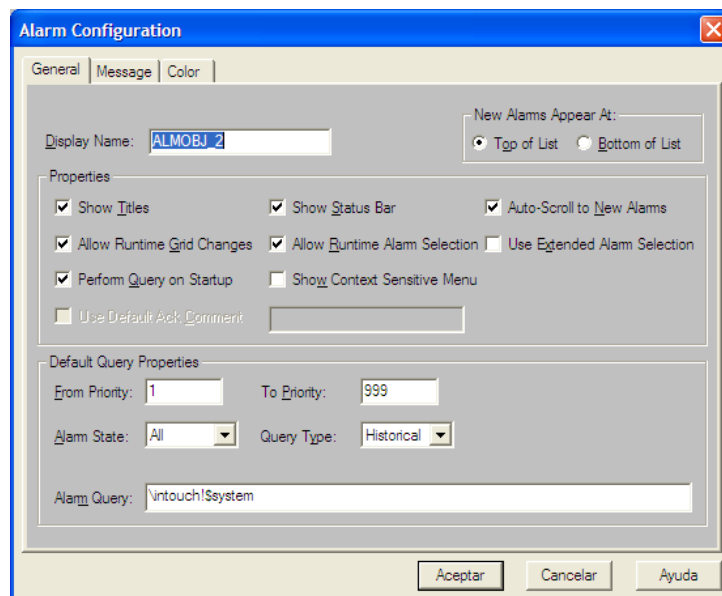 Alarm Configuration
General Message Color
New Alarms Appear At:
Display Name: ALMOBJ_2
Top of List Bottom of List
Properties
Show Titles Show Status Bar Auto-Scroll to New Alarms
Allow Runtime Grid Changes Allow Runtime Alarm Selection Use Extended Alarm Selection
Perform Query on Startup Show Context Sensitive Menu
Use Default Ack Comment
Default Query Properties
From Priority: 1 To Priority: 999
Alarm State: All Query Type: Historical
Alarm Query: \intouch!$system
Aceptar Cancelar Ayuda